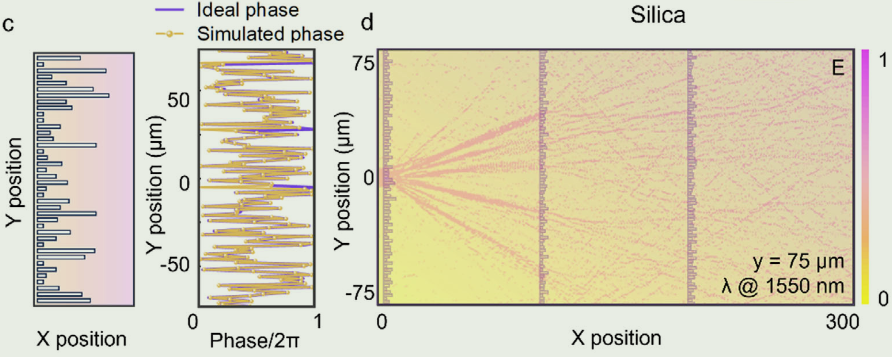 c
Ideal phase
Simulated phase
d
Silica
Y position
X position
Y position (μm)
50
0
-50
0
1
Phase/2π
Y position (μm)
75
0
-75
E
y = 75 μm
λ @ 1550 nm
0
300
X position
1
0